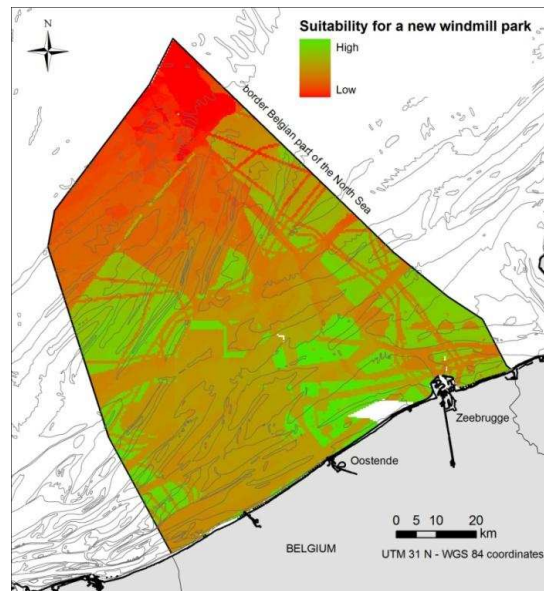 N
Suitability for a new windmill park
High
Low
border Belgian part of the North Sea
Zeebrugge
Oostende
BELGIUM
0 5 10 20
km
UTM 31 N - WGS 84 coordinates